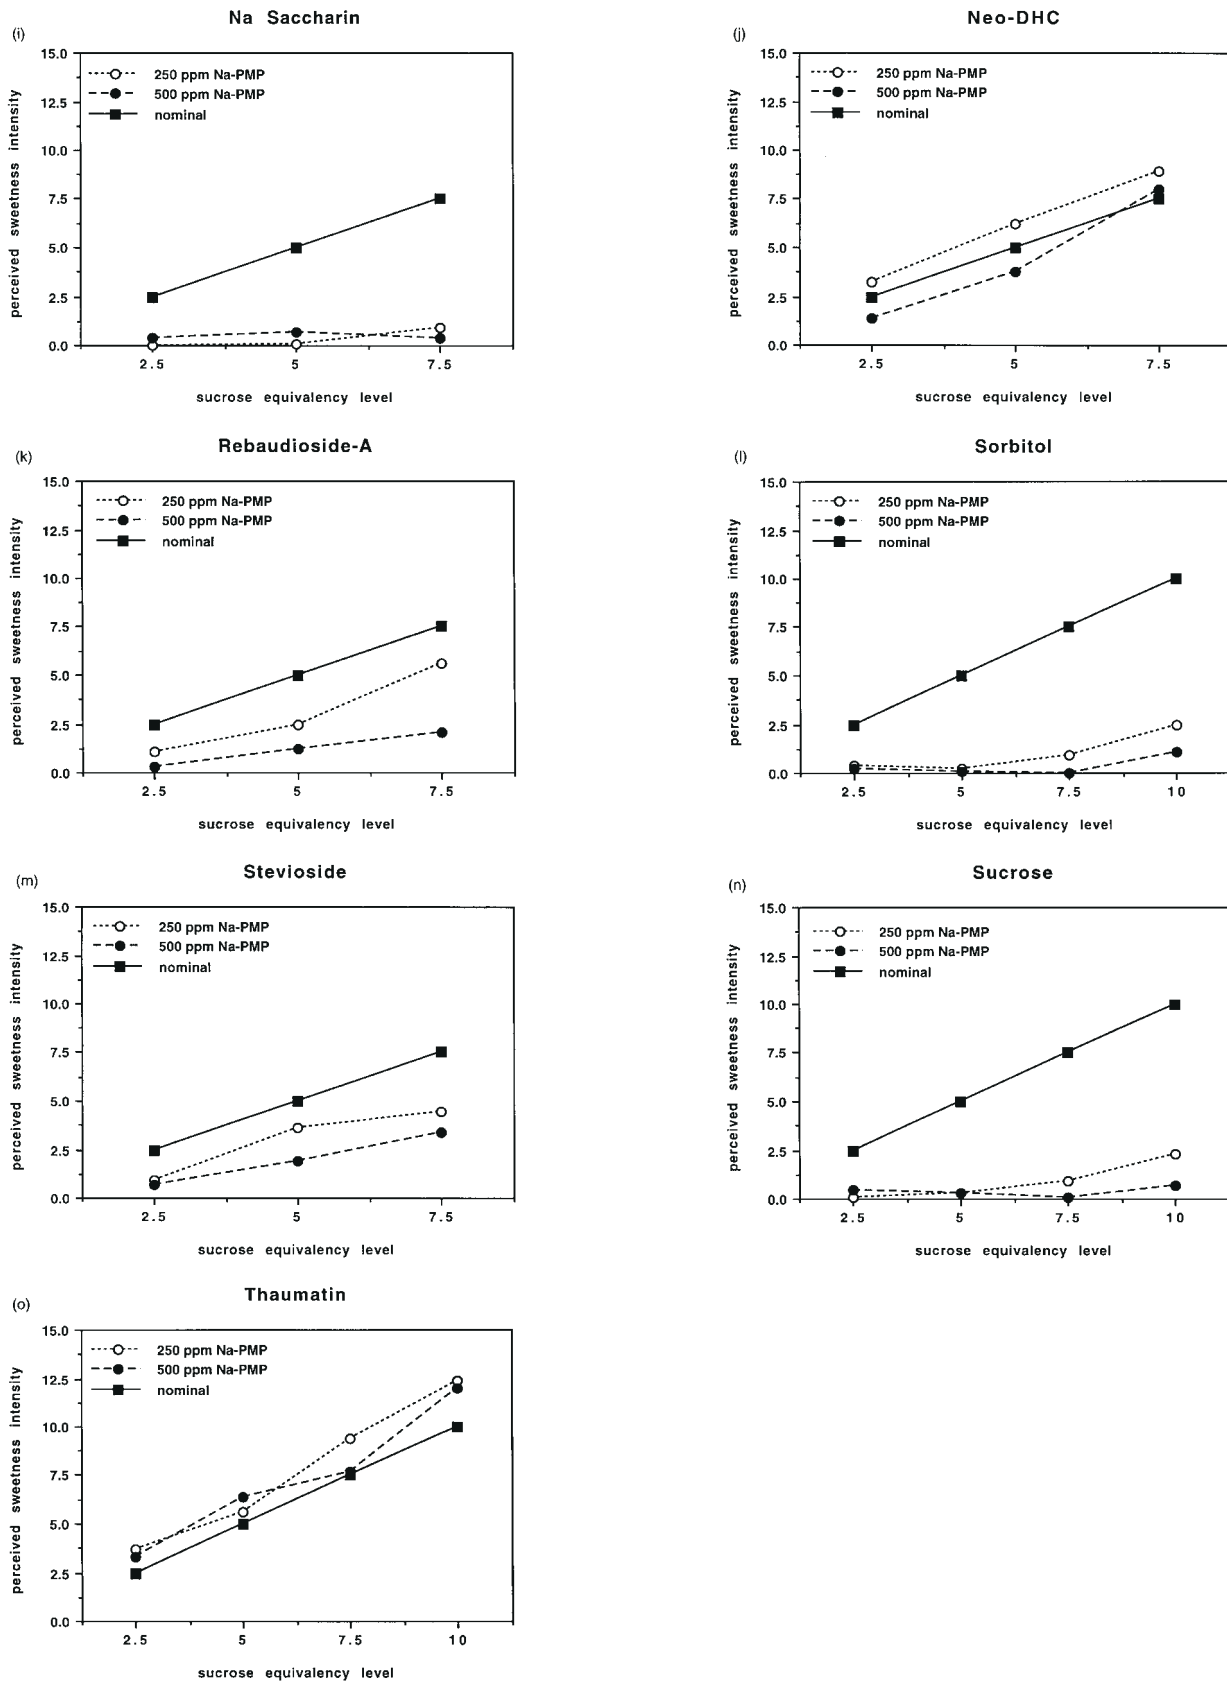 Na Saccharin
(i)
15.0
12.5
10.0
7.5
5.0
2.5
0.0
perceived sweetness intensity
250 ppm Na-PMP
500 ppm Na-PMP
nominal
2.5 5 7.5
sucrose equivalency level
Neo-DHC
(j)
15.0
12.5
10.0
7.5
5.0
2.5
0.0
perceived sweetness intensity
250 ppm Na-PMP
500 ppm Na-PMP
nominal
2.5 5 7.5
sucrose equivalency level
Rebaudioside-A
(k)
15.0
12.5
10.0
7.5
5.0
2.5
0.0
perceived sweetness intensity
250 ppm Na-PMP
500 ppm Na-PMP
nominal
2.5 5 7.5
sucrose equivalency level
Sorbitol
(l)
15.0
12.5
10.0
7.5
5.0
2.5
0.0
perceived sweetness intensity
250 ppm Na-PMP
500 ppm Na-PMP
nominal
2.5 5 7.5 10
sucrose equivalency level
Stevioside
(m)
15.0
12.5
10.0
7.5
5.0
2.5
0.0
perceived sweetness intensity
250 ppm Na-PMP
500 ppm Na-PMP
nominal
2.5 5 7.5
sucrose equivalency level
Sucrose
(n)
15.0
12.5
10.0
7.5
5.0
2.5
0.0
perceived sweetness intensity
250 ppm Na-PMP
500 ppm Na-PMP
nominal
2.5 5 7.5 10
sucrose equivalency level
Thaumatin
(o)
15.0
12.5
10.0
7.5
5.0
2.5
0.0
perceived sweetness intensity
250 ppm Na-PMP
500 ppm Na-PMP
nominal
2.5 5 7.5 10
sucrose equivalency level